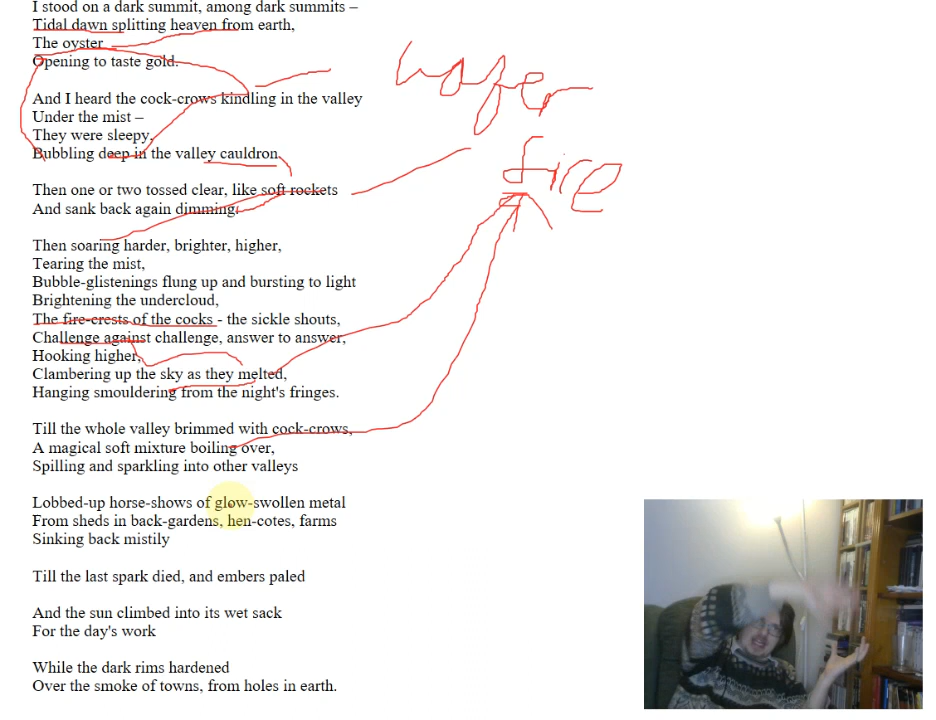 I stood on a dark summit, among dark summits –
Tidal dawn splitting heaven from earth,
The oyster
Opening to taste gold.
And I heard the cock-crows kindling in the valley
Under the mist –
They were sleepy,
Bubbling deep in the valley cauldron.
Then one or two tossed clear, like soft rockets
And sank back again dimming.
Then soaring harder, brighter, higher,
Tearing the mist,
Bubble-glistenings flung up and bursting to light
Brightening the undercloud,
The fire-crests of the cocks - the sickle shouts,
Challenge against challenge, answer to answer,
Hooking higher,
Clambering up the sky as they melted,
Hanging smouldering from the night's fringes.
Till the whole valley brimmed with cock-crows,
A magical soft mixture boiling over,
Spilling and sparkling into other valleys
Lobbed-up horse-shows of glow-swollen metal
From sheds in back-gardens, hen-cotes, farms
Sinking back mistily
Till the last spark died, and embers paled
And the sun climbed into its wet sack
For the day's work
While the dark rims hardened
Over the smoke of towns, from holes in earth.
water
fire